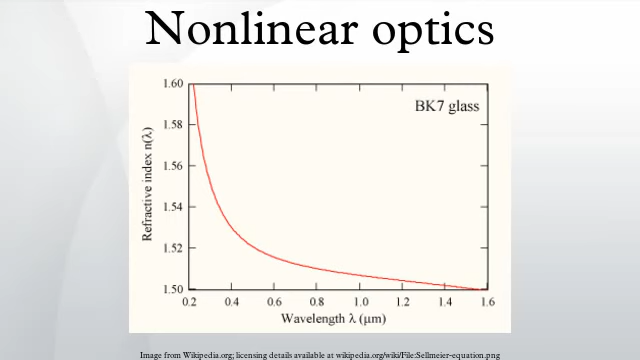 Nonlinear optics
1.60
BK7 glass
1.58
1.56
1.54
1.52
1.50
Refractive index n(λ)
0.2 0.4 0.6 0.8 1.0 1.2 1.4 1.6
Wavelength λ (μm)
Image from Wikipedia.org; licensing details available at wikipedia.org/wiki/File:Sellmeier-equation.png